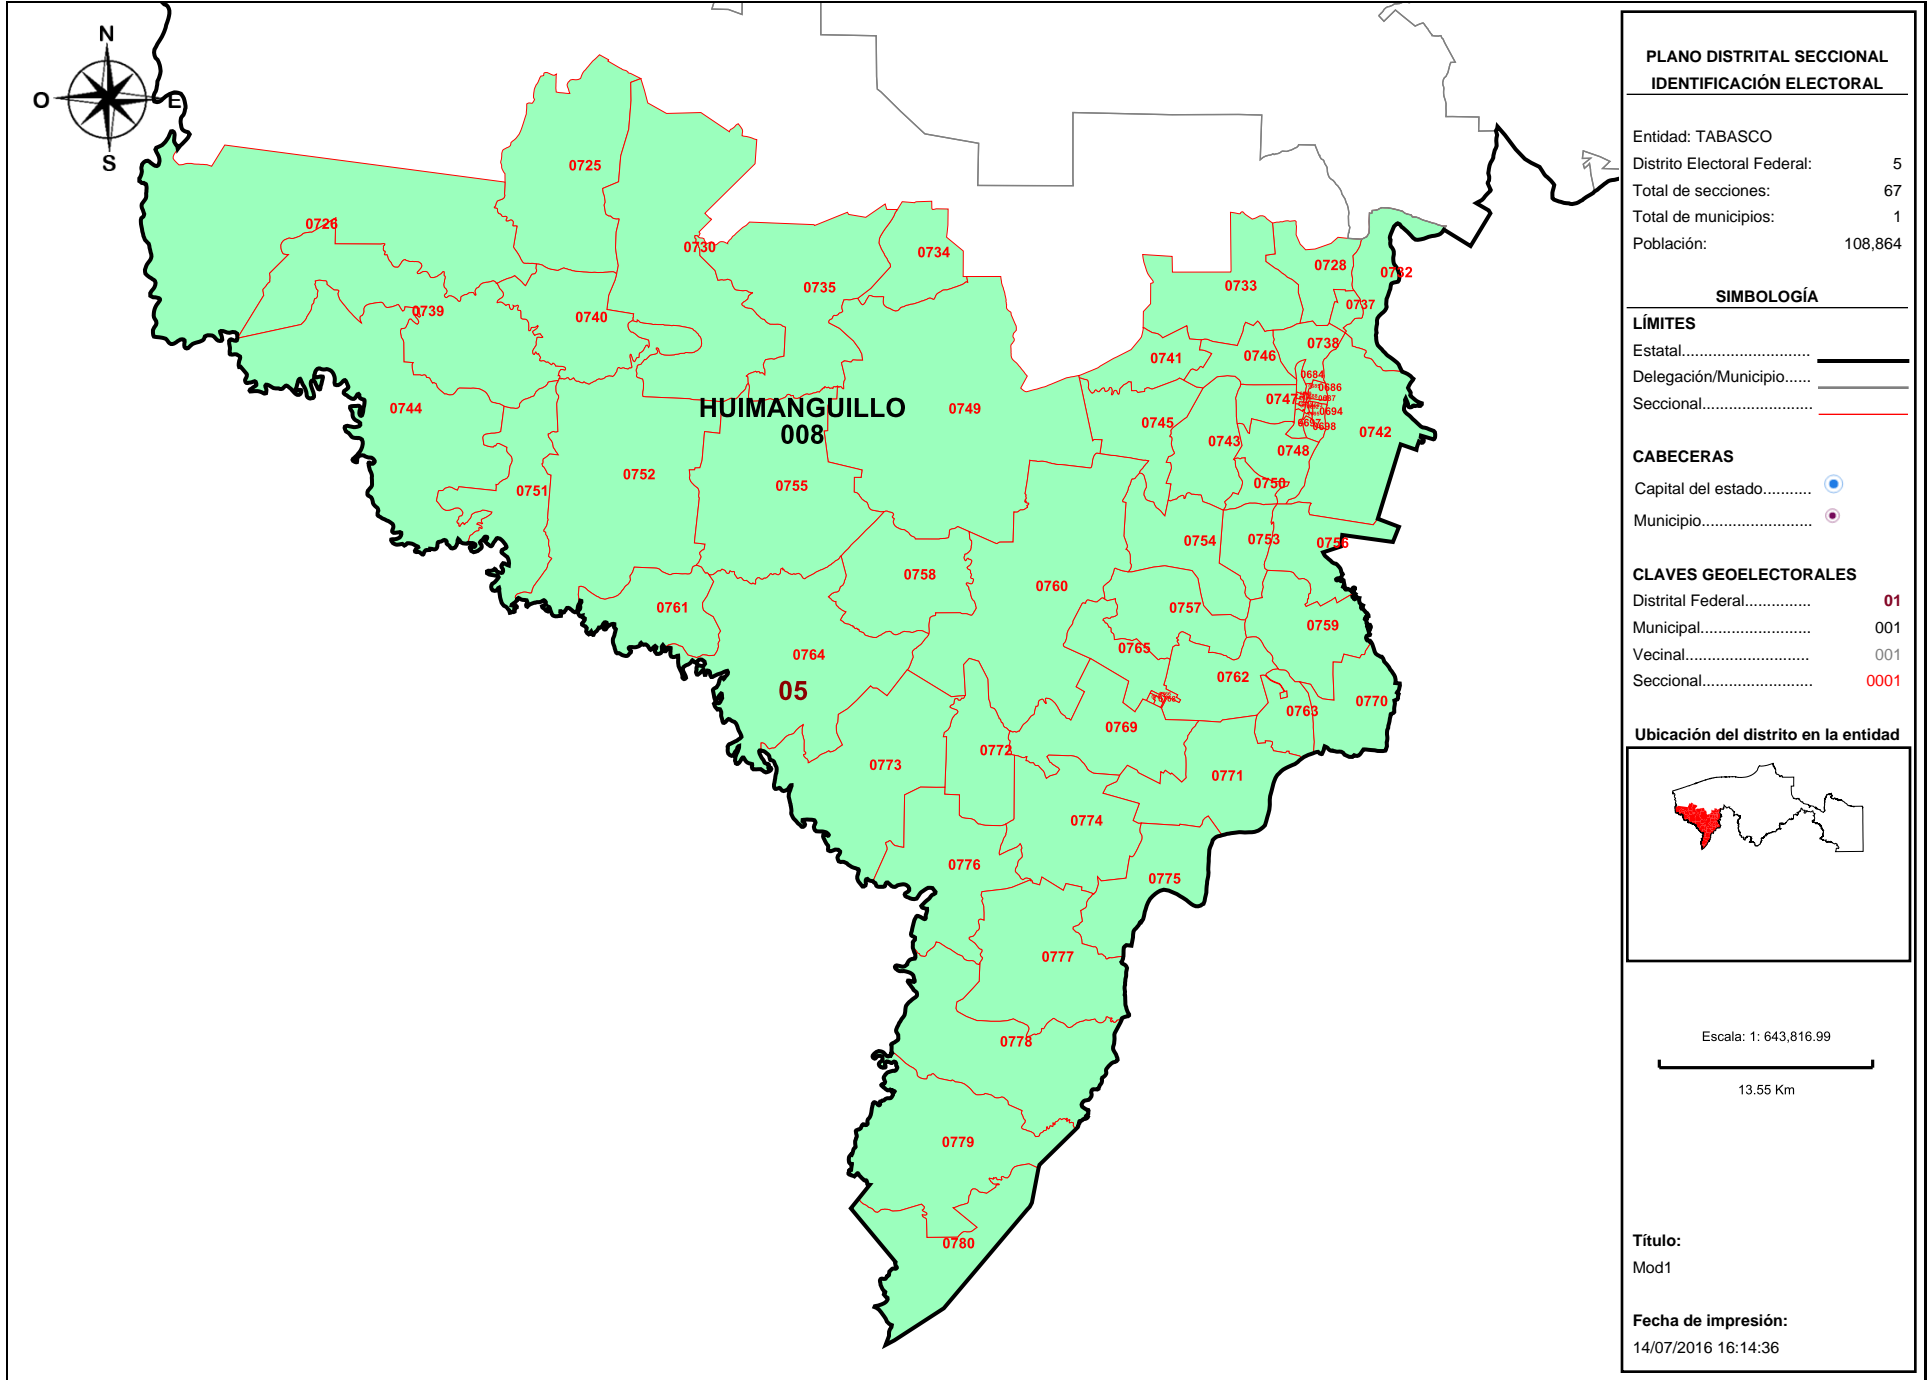 N
O
E
S
0725
0726
0730
0734
0735
0733
0728
0732
0737
0739
0740
0741
0746
0738
0684
0686
0687
0747
0694
0697
0698
0744
HUIMANGUILLO
008
0749
0745
0743
0742
0748
0750
0751
0752
0755
0754
0753
0756
0758
0760
0757
0759
0761
0764
0765
0762
05
0763
0770
0769
0772
0773
0771
0774
0776
0775
0777
0778
0779
0780
PLANO DISTRITAL SECCIONAL
IDENTIFICACIÓN ELECTORAL
Entidad: TABASCO
Distrito Electoral Federal: 5
Total de secciones: 67
Total de municipios: 1
Población: 108,864
SIMBOLOGÍA
LÍMITES
Estatal............................
Delegación/Municipio......
Seccional........................
CABECERAS
Capital del estado...........
Municipio........................
CLAVES GEOELECTORALES
Distrital Federal............... 01
Municipal........................ 001
Vecinal........................... 001
Seccional........................ 0001
Ubicación del distrito en la entidad
Escala: 1: 643,816.99
13.55 Km
Título:
Mod1
Fecha de impresión:
14/07/2016 16:14:36